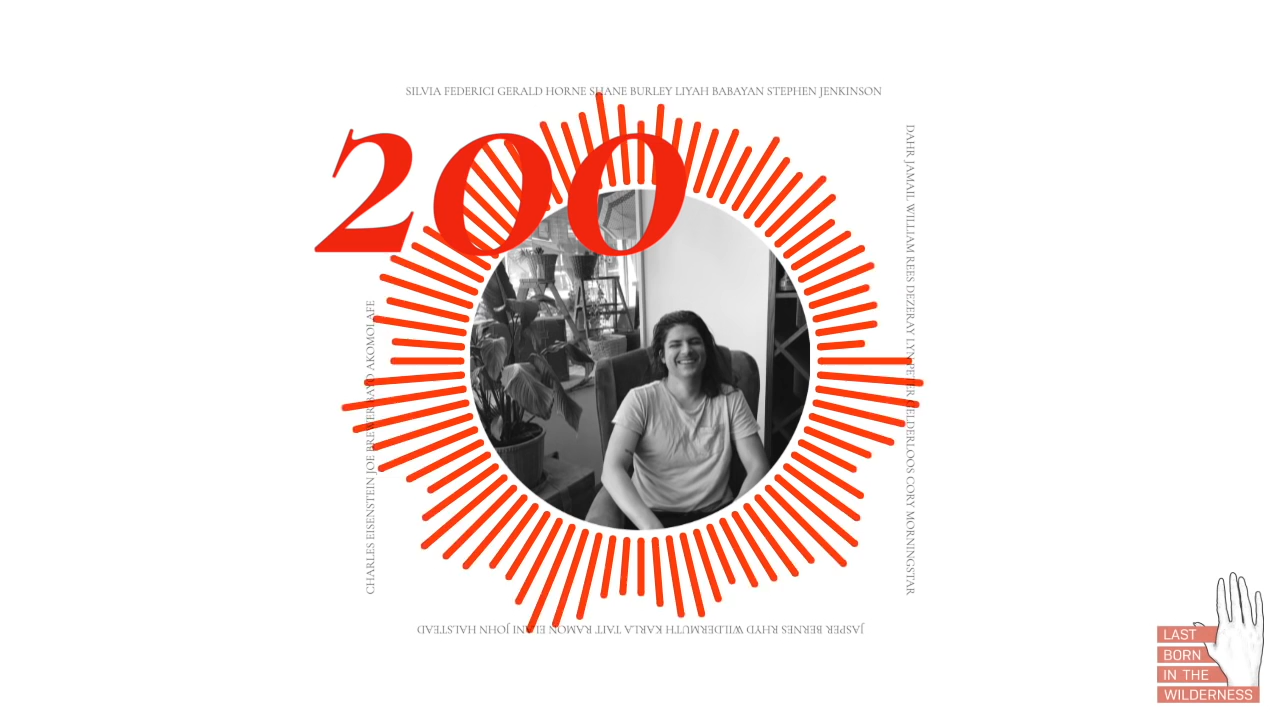 SILVIA FEDERICI GERALD HORNE SHANE BURLEY LIYAH BABAYAN STEPHEN JENKINSON
200
DAHR JAMAIL WILLIAM REES DEZERAY LYN PETER GELDERLOOS CORY MORNINGSTAR
JASPER BERNES RHYD WILDERMUTH KARLA TAIT RAMON ELANI JOHN HALSTEAD
CHARLES EISENSTEIN JOE BREWER BAYO AKOMOLAFE
LAST
BORN
IN THE
WILDERNESS